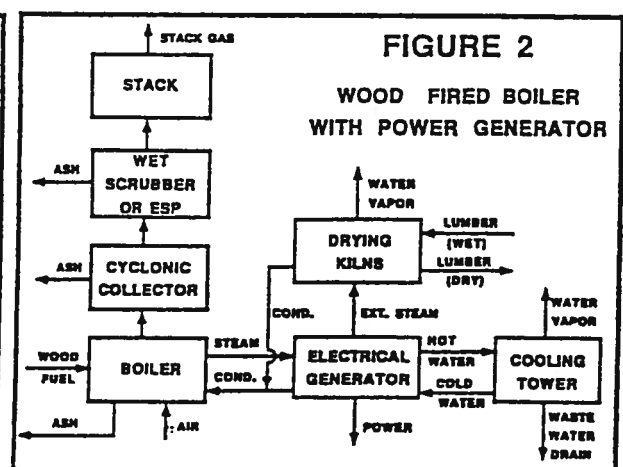 FIGURE 2
WOOD FIRED BOILER
WITH POWER GENERATOR
STACK GAS
STACK
ASH
WET
SCRUBBER
OR ESP
ASH
CYCLONIC
COLLECTOR
WOOD
FUEL
BOILER
ASH
AIR
STEAM
COND.
COND.
EXT. STEAM
WATER
VAPOR
DRYING
KILNS
LUMBER
(WET)
LUMBER
(DRY)
ELECTRICAL
GENERATOR
POWER
HOT
WATER
COLD
WATER
WATER
VAPOR
COOLING
TOWER
WASTE
WATER
DRAIN